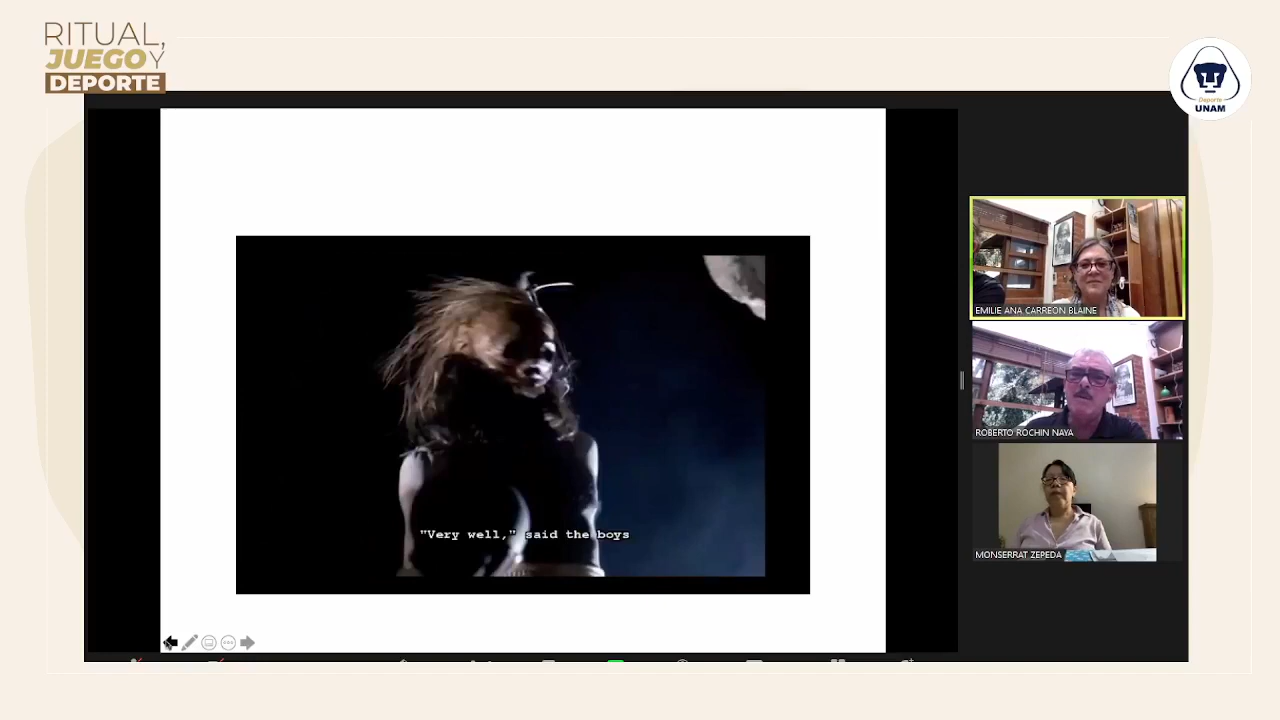 RITUAL,
JUEGO Y
DEPORTE
Deporte
UNAM
EMILIE ANA CARREON BLAINE
ROBERTO ROCHIN NAYA
MONSERRAT ZEPEDA
"Very well," said the boys